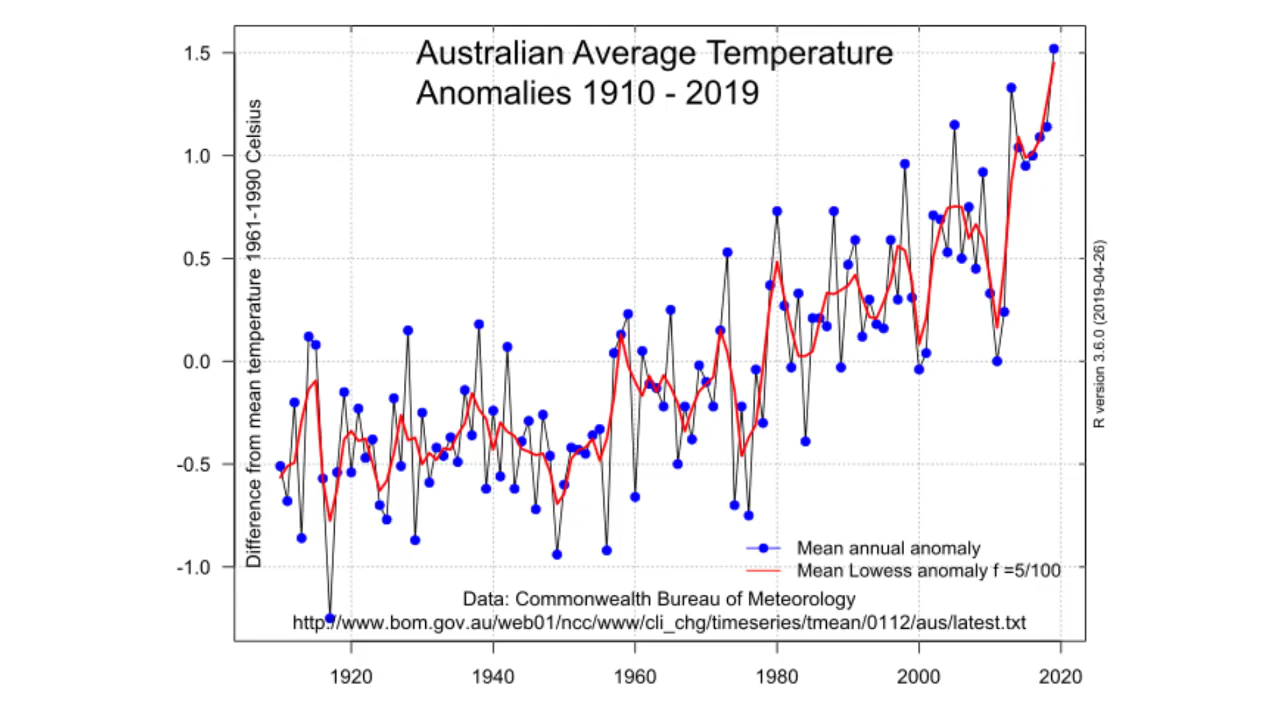 Australian Average Temperature
Anomalies 1910 - 2019
Difference from mean temperature 1961-1990 Celsius
1.5
1.0
0.5
0.0
-0.5
-1.0
R version 3.6.0 (2019-04-26)
Mean annual anomaly
Mean Lowess anomaly f =5/100
Data: Commonwealth Bureau of Meteorology
http://www.bom.gov.au/web01/ncc/www/cli_chg/timeseries/tmean/0112/aus/latest.txt
1920 1940 1960 1980 2000 2020